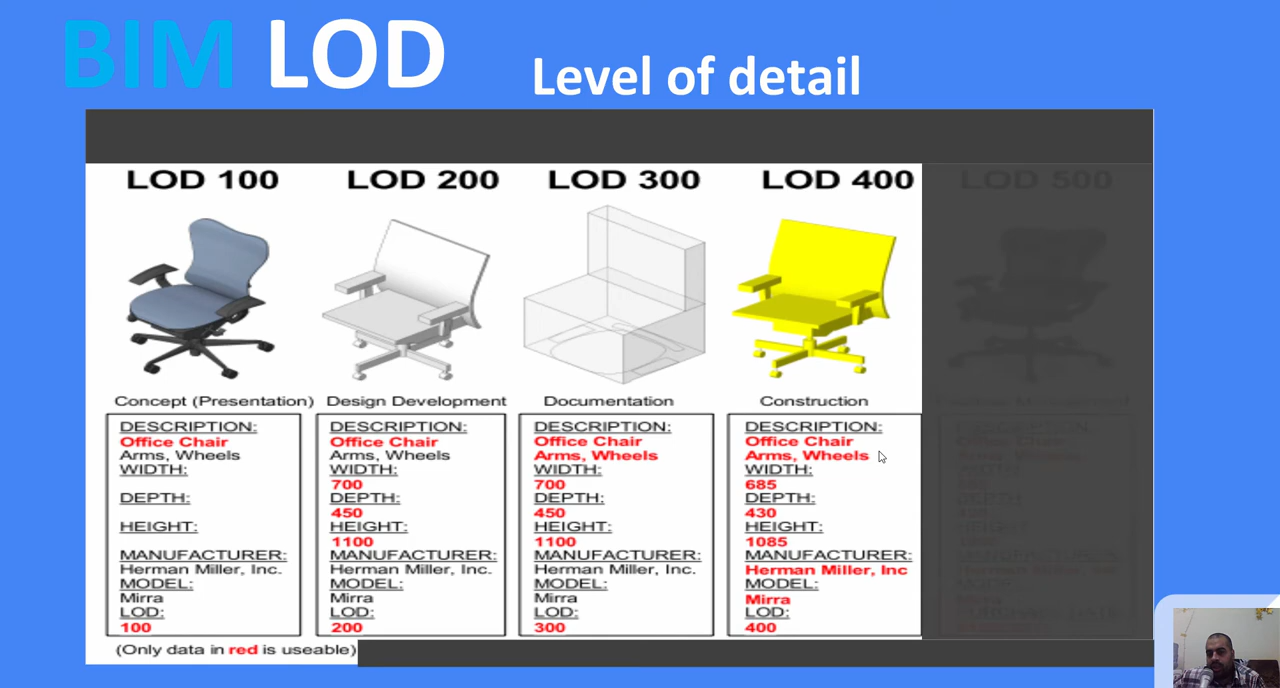 BIM LOD Level of detail
LOD 100 LOD 200 LOD 300 LOD 400 LOD 500
Concept (Presentation)
DESCRIPTION:
Office Chair
Arms, Wheels
WIDTH:
DEPTH:
HEIGHT:
MANUFACTURER:
Herman Miller, Inc.
MODEL:
Mirra
LOD:
100
(Only data in red is useable)
Design Development
DESCRIPTION:
Office Chair
Arms, Wheels
WIDTH:
700
DEPTH:
450
HEIGHT:
1100
MANUFACTURER:
Herman Miller, Inc.
MODEL:
Mirra
LOD:
200
Documentation
DESCRIPTION:
Office Chair
Arms, Wheels
WIDTH:
700
DEPTH:
450
HEIGHT:
1100
MANUFACTURER:
Herman Miller, Inc.
MODEL:
Mirra
LOD:
300
Construction
DESCRIPTION:
Office Chair
Arms, Wheels
WIDTH:
685
DEPTH:
430
HEIGHT:
1085
MANUFACTURER:
Herman Miller, Inc
MODEL:
Mirra
LOD:
400